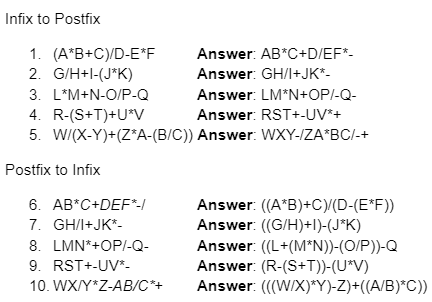 Infix to Postfix
1. (A*B+C)/D-E*F Answer: AB*C+D/EF*-
2. G/H+I-(J*K) Answer: GH/I+JK*-
3. L*M+N-O/P-Q Answer: LM*N+OP/-Q-
4. R-(S+T)+U*V Answer: RST+-UV*+
5. W/(X-Y)+(Z*A-(B/C)) Answer: WXY-/ZA*BC/-+
Postfix to Infix
6. AB*C+DEF*-/ Answer: ((A*B)+C)/(D-(E*F))
7. GH/I+JK*- Answer: ((G/H)+I)-(J*K)
8. LMN*+OP/-Q- Answer: ((L+(M*N))-(O/P))-Q
9. RST+-UV*- Answer: (R-(S+T))-(U*V)
10. WX/Y*Z-AB/C*+ Answer: (((W/X)*Y)-Z)+((A/B)*C))